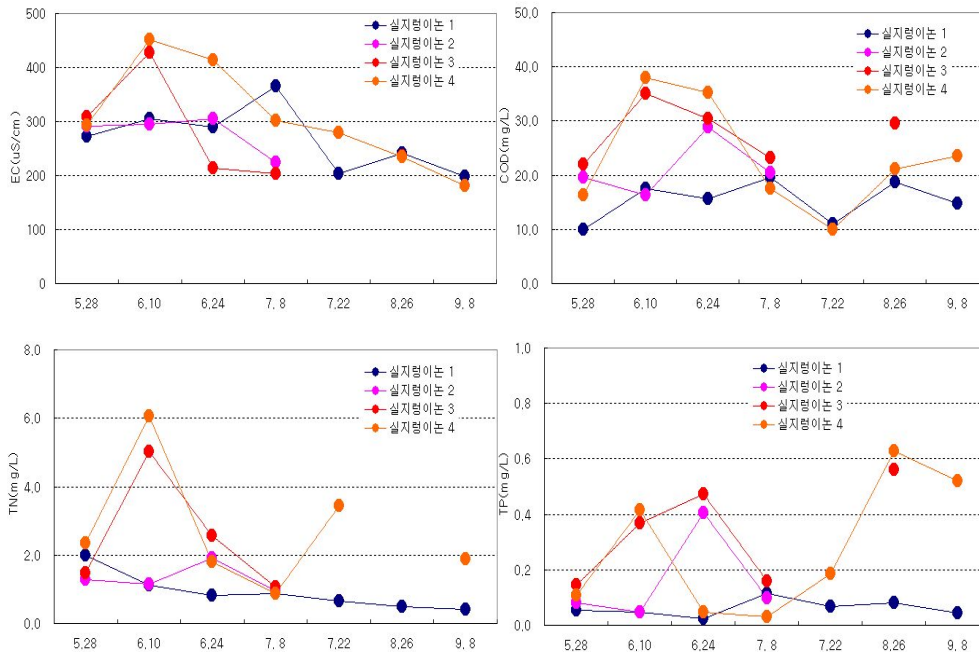 500
400
300
200
100
0
EC(uS/cm)
5,28 6,10 6,24 7, 8 7,22 8,26 9, 8
실지렁이논 1
실지렁이논 2
실지렁이논 3
실지렁이논 4
50,0
40,0
30,0
20,0
10,0
0,0
COD(mg/L)
5,28 6,10 6,24 7, 8 7,22 8,26 9, 8
실지렁이논 1
실지렁이논 2
실지렁이논 3
실지렁이논 4
8,0
6,0
4,0
2,0
0,0
TN(mg/L)
5,28 6,10 6,24 7, 8 7,22 8,26 9, 8
실지렁이논 1
실지렁이논 2
실지렁이논 3
실지렁이논 4
1,0
0,8
0,6
0,4
0,2
0,0
TP(mg/L)
5,28 6,10 6,24 7, 8 7,22 8,26 9, 8
실지렁이논 1
실지렁이논 2
실지렁이논 3
실지렁이논 4